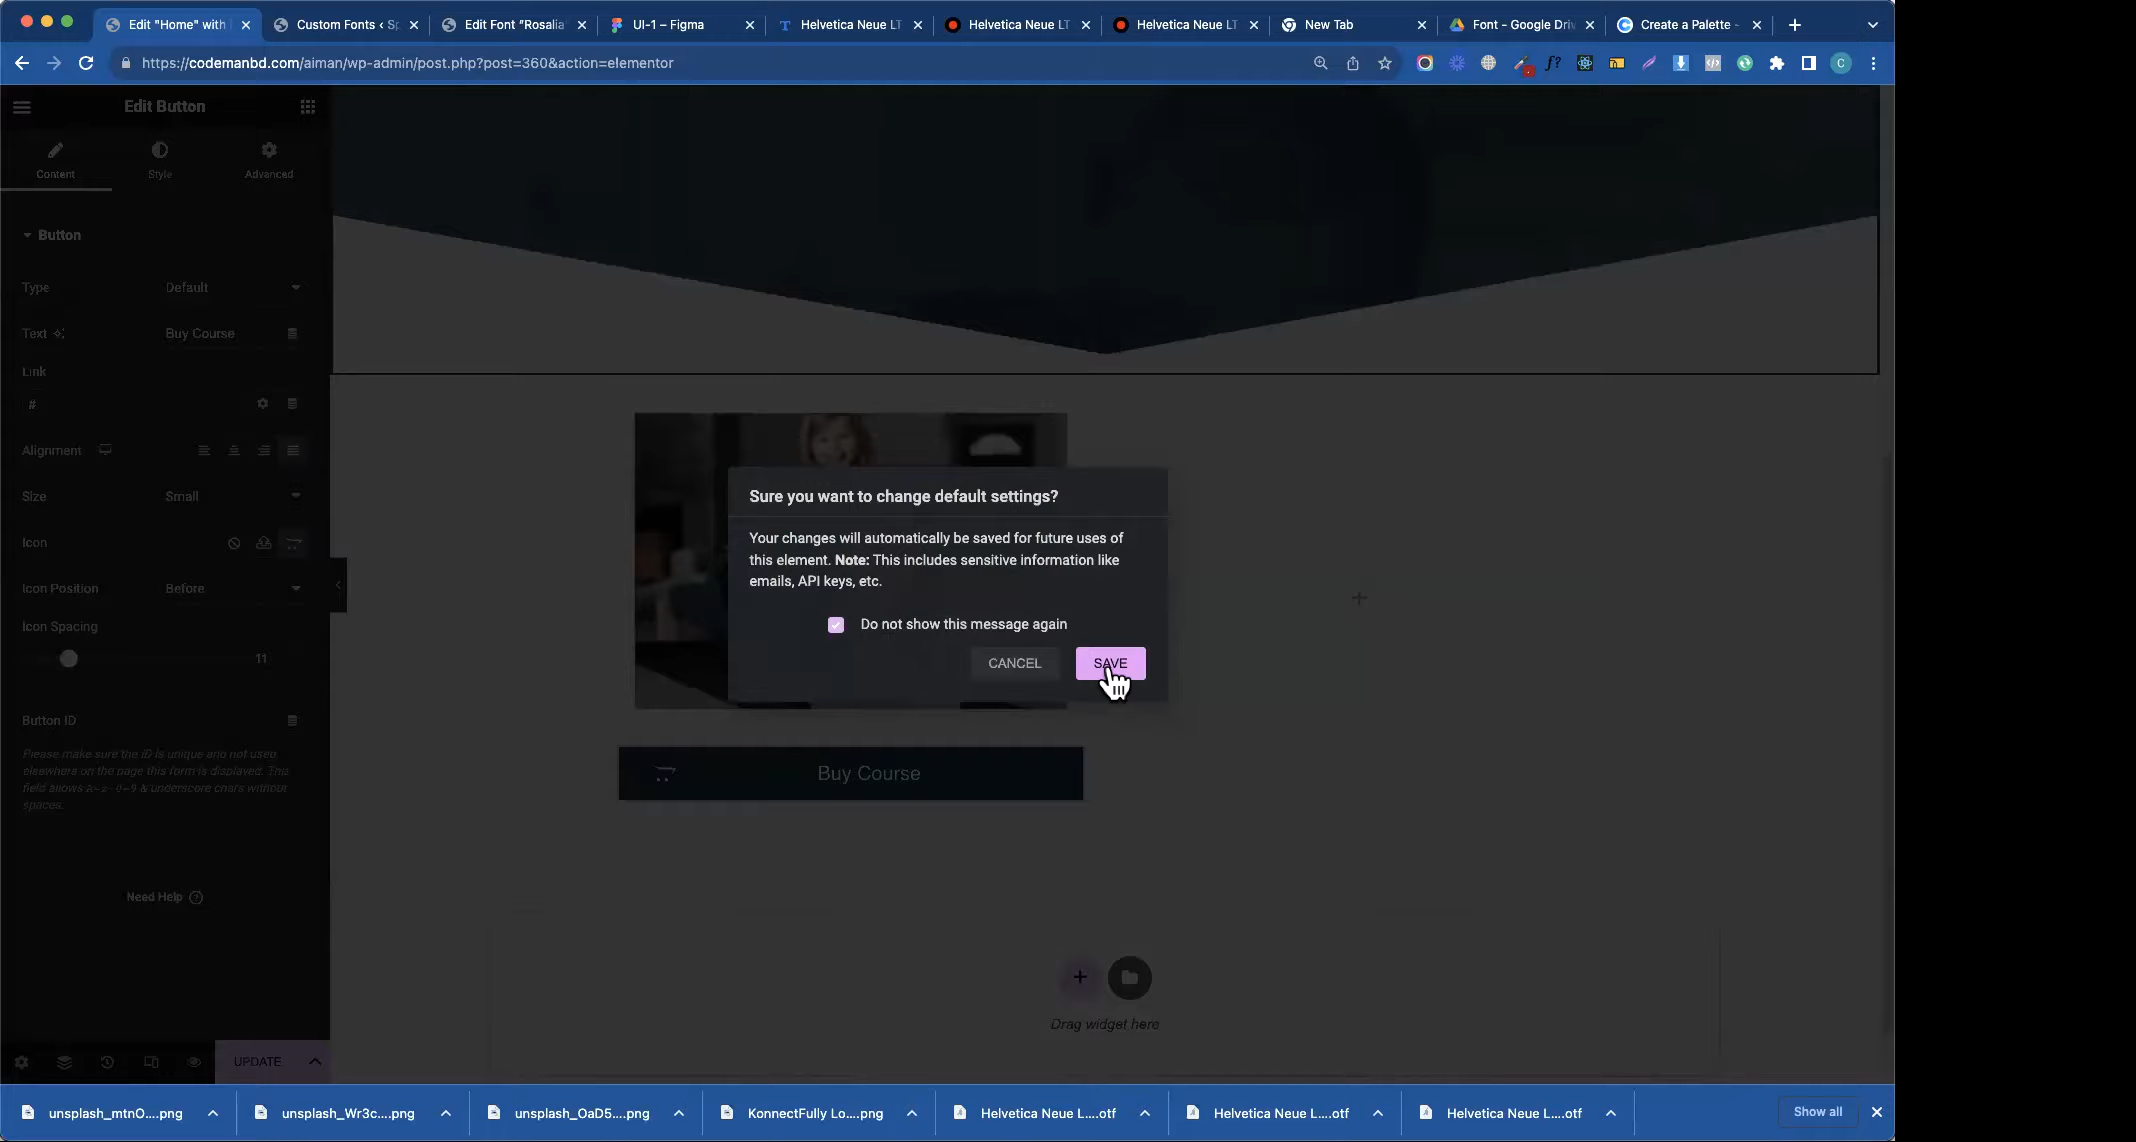 Edit "Home" with
Custom Fonts ‹ Sp
Edit Font "Rosalia"
UI-1 – Figma
Helvetica Neue LT
Helvetica Neue LT
Helvetica Neue LT
New Tab
Font - Google Driv
Create a Palette -
https://codemanbd.com/aiman/wp-admin/post.php?post=360&action=elementor
Edit Button
Content
Style
Advanced
Button
Type
Default
Text
Buy Course
Link
#
Alignment
Size
Small
Icon
Icon Position
Before
Icon Spacing
11
Button ID
Please make sure the ID is unique and not used
elsewhere on the page this form is displayed. This
field allows A-z 0-9 & underscore chars without
spaces.
Need Help
UPDATE
Sure you want to change default settings?
Your changes will automatically be saved for future uses of
this element. Note: This includes sensitive information like
emails, API keys, etc.
Do not show this message again
CANCEL
SAVE
Buy Course
Drag widget here
unsplash_mtnO....png
unsplash_Wr3c....png
unsplash_OaD5....png
KonnectFully Lo....png
Helvetica Neue L....otf
Helvetica Neue L....otf
Helvetica Neue L....otf
Show all